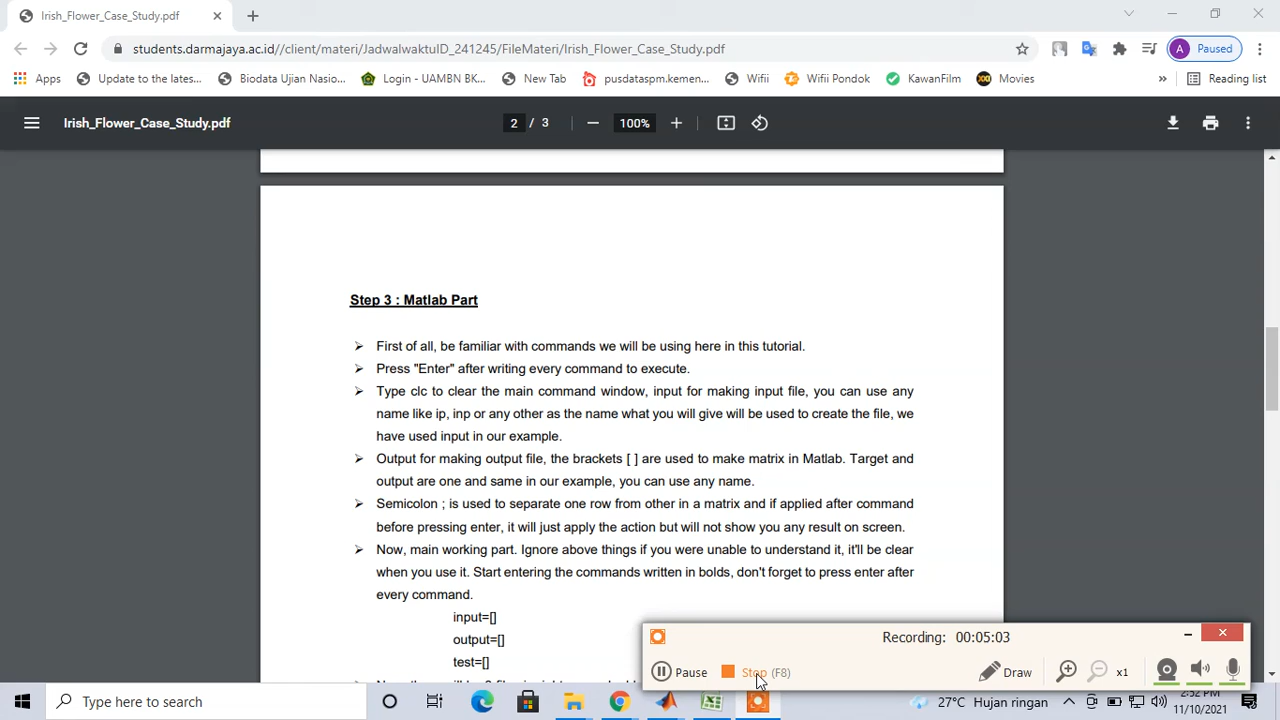 Irish_Flower_Case_Study.pdf
students.darmajaya.ac.id//client/materi/JadwalwaktuID_241245/FileMateri/Irish_Flower_Case_Study.pdf
A Paused
Apps Update to the lates... Biodata Ujian Nasio... Login - UAMBN BK... New Tab pusdataspm.kemen... Wifii Wifii Pondok KawanFilm Movies » Reading list
Irish_Flower_Case_Study.pdf 2 / 3 100%
Step 3 : Matlab Part
➢ First of all, be familiar with commands we will be using here in this tutorial.
➢ Press "Enter" after writing every command to execute.
➢ Type clc to clear the main command window, input for making input file, you can use any
name like ip, inp or any other as the name what you will give will be used to create the file, we
have used input in our example.
➢ Output for making output file, the brackets [ ] are used to make matrix in Matlab. Target and
output are one and same in our example, you can use any name.
➢ Semicolon ; is used to separate one row from other in a matrix and if applied after command
before pressing enter, it will just apply the action but will not show you any result on screen.
➢ Now, main working part. Ignore above things if you were unable to understand it, it'll be clear
when you use it. Start entering the commands written in bolds, don't forget to press enter after
every command.
input=[]
output=[]
test=[]
Recording: 00:05:03
Pause Stop (F8) Draw x1
Type here to search
27°C Hujan ringan
11/10/2021